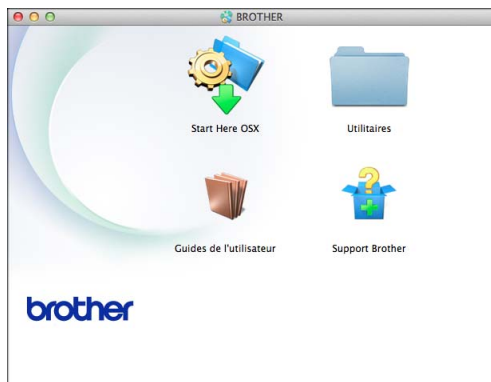 BROTHER
Start Here OSX
Utilitaires
Guides de l'utilisateur
Support Brother
brother